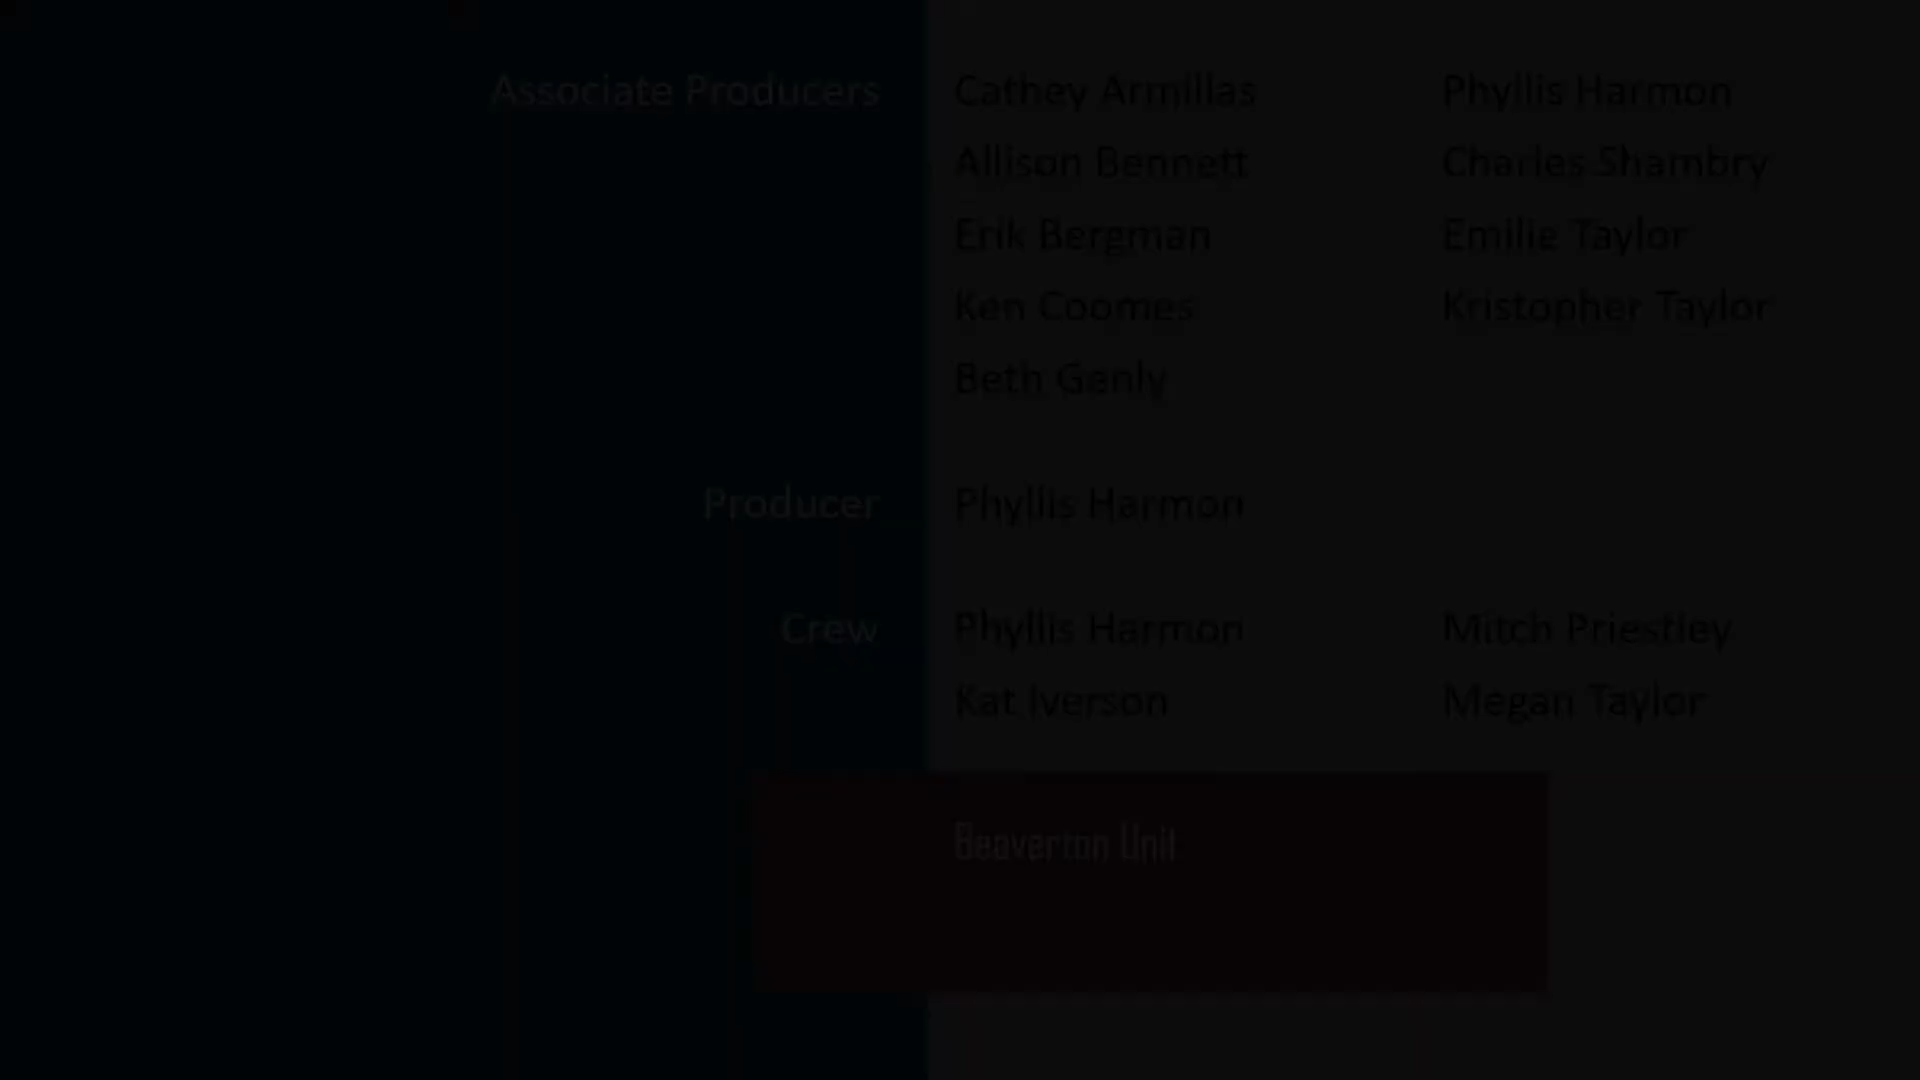 Associate Producers Cathey Armillas Phyllis Harmon
Allison Bennett Charles Shambry
Erik Bergman Emilie Taylor
Ken Coomes Kristopher Taylor
Beth Genly
Producer Phyllis Harmon
Crew Phyllis Harmon Mitch Priestley
Kat Iverson Megan Taylor
Beaverton Unit